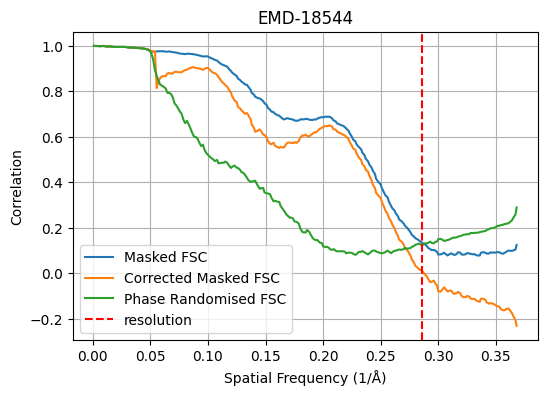 EMD-18544
Correlation
1.0
0.8
0.6
0.4
0.2
0.0
−0.2
Masked FSC
Corrected Masked FSC
Phase Randomised FSC
resolution
0.00 0.05 0.10 0.15 0.20 0.25 0.30 0.35
Spatial Frequency (1/Å)